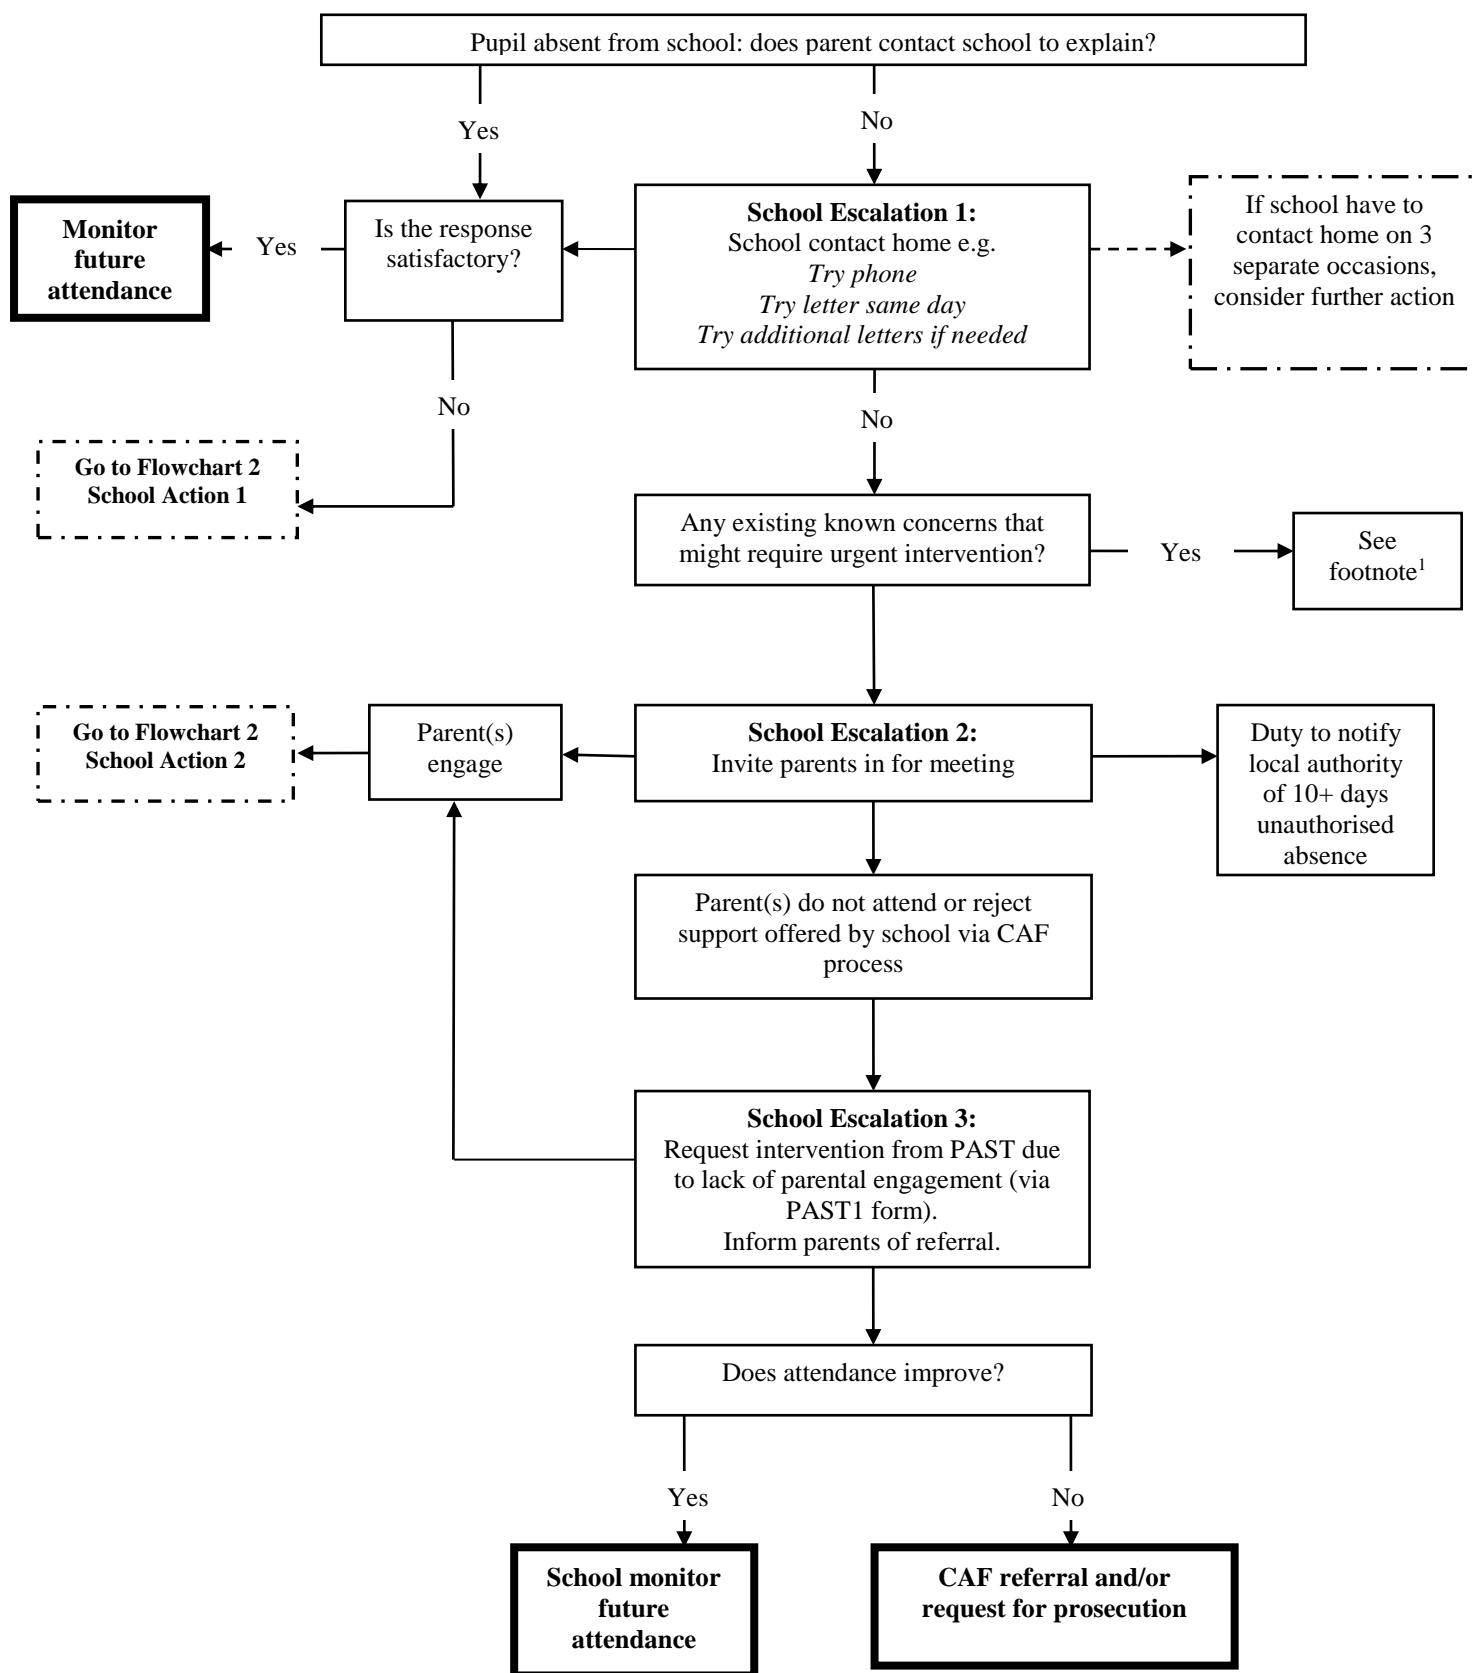 Pupil absent from school: does parent contact school to explain?
Yes
No
Monitor
future
attendance
Yes
Is the response
satisfactory?
School Escalation 1:
School contact home e.g.
Try phone
Try letter same day
Try additional letters if needed
If school have to
contact home on 3
separate occasions,
consider further action
No
No
Go to Flowchart 2
School Action 1
Any existing known concerns that
might require urgent intervention?
Yes
See
footnote¹
Go to Flowchart 2
School Action 2
Parent(s)
engage
School Escalation 2:
Invite parents in for meeting
Duty to notify
local authority
of 10+ days
unauthorised
absence
Parent(s) do not attend or reject
support offered by school via CAF
process
School Escalation 3:
Request intervention from PAST due
to lack of parental engagement (via
PAST1 form).
Inform parents of referral.
Does attendance improve?
Yes
No
School monitor
future
attendance
CAF referral and/or
request for prosecution